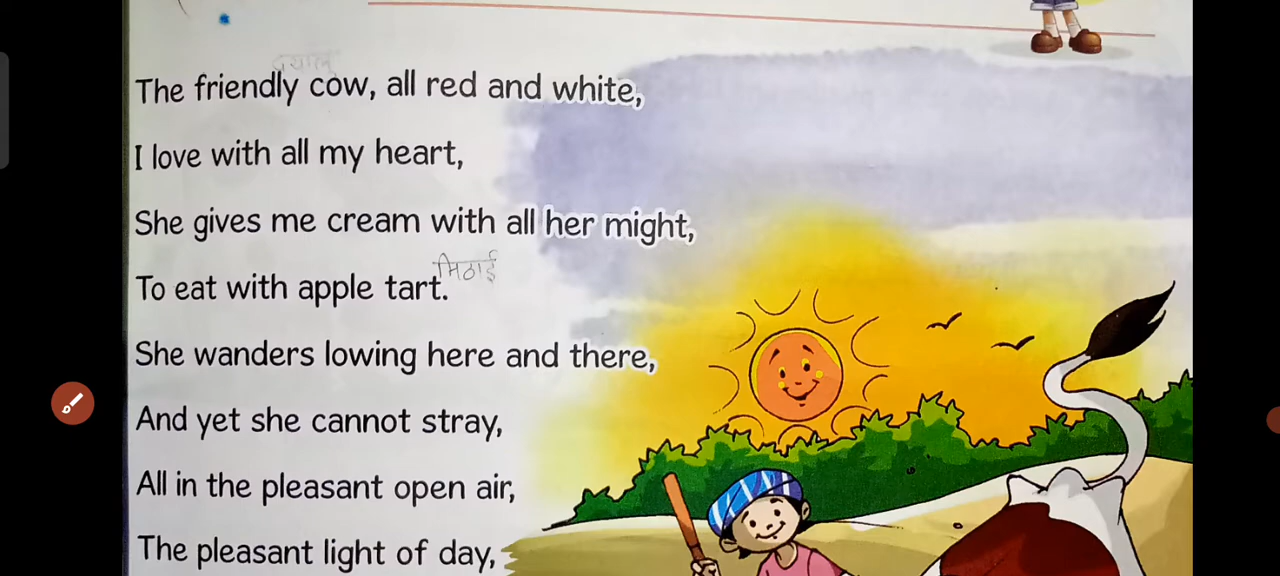 दयालु
The friendly cow, all red and white,
I love with all my heart,
She gives me cream with all her might,
मिठाई
To eat with apple tart.
She wanders lowing here and there,
And yet she cannot stray,
All in the pleasant open air,
The pleasant light of day,